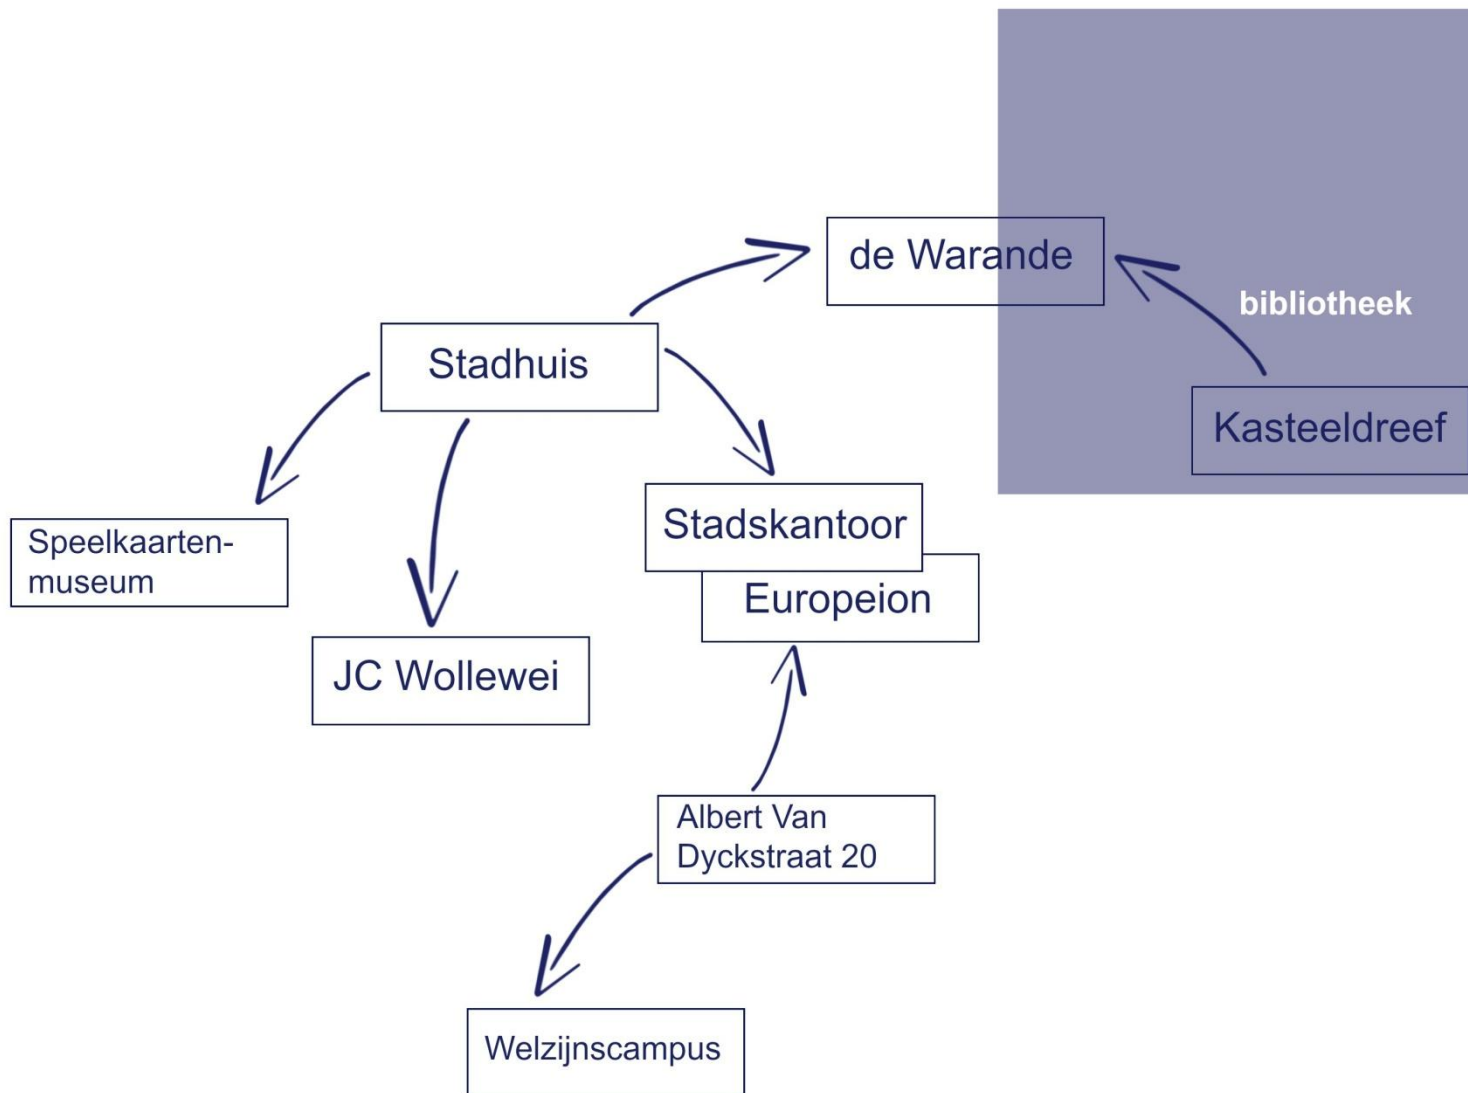 de Warande
bibliotheek
Stadhuis
Kasteeldreef
Stadskantoor
Speelkaarten-
museum
Europeion
JC Wollewei
Albert Van
Dyckstraat 20
Welzijnscampus